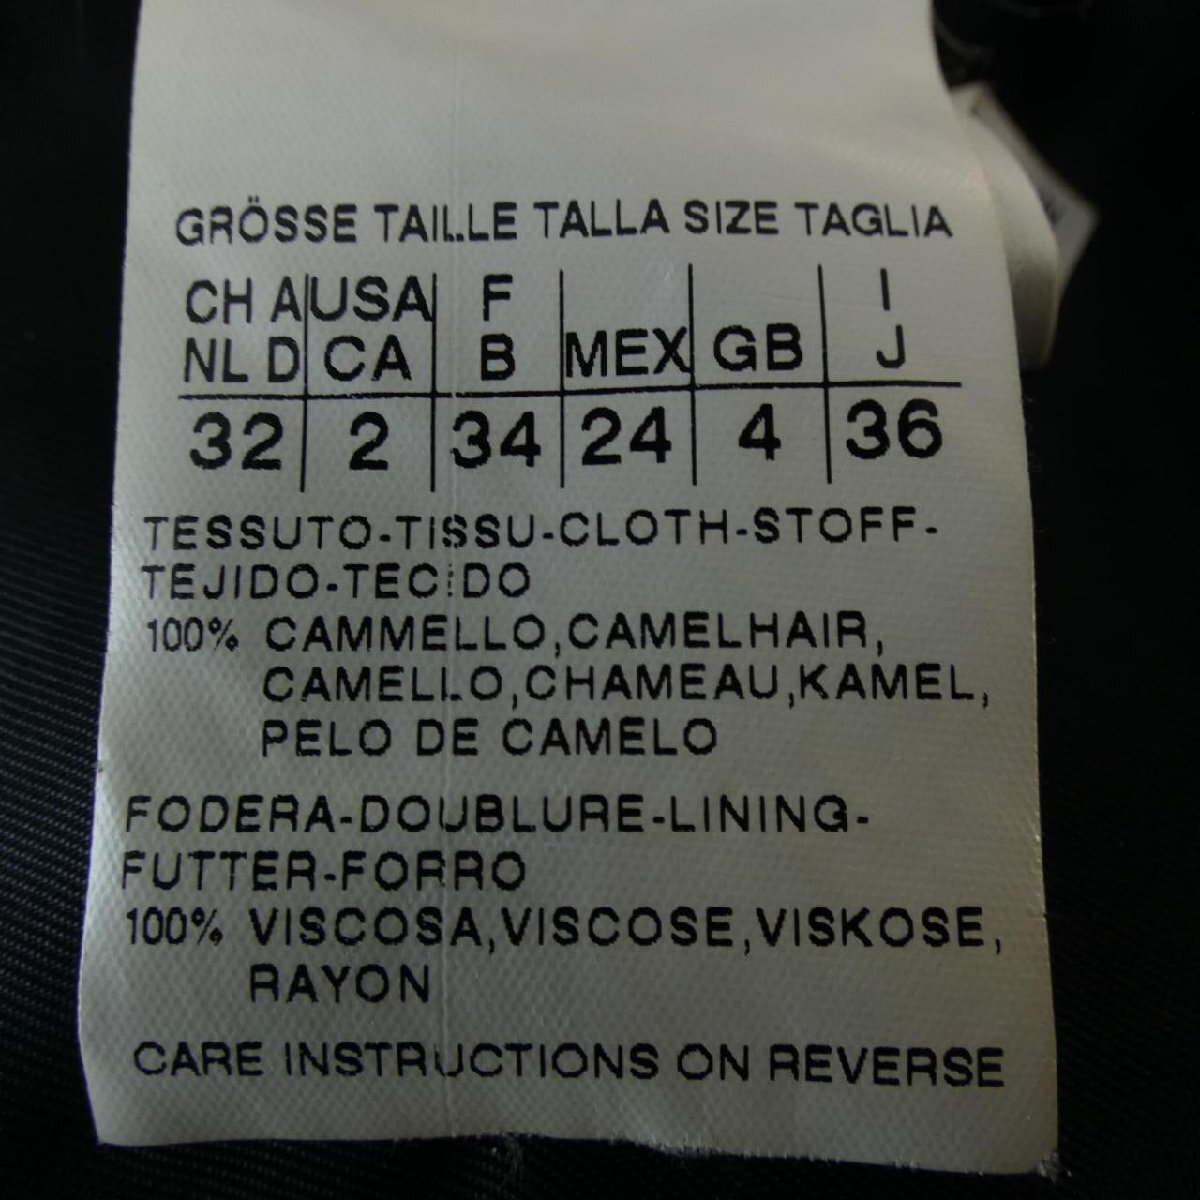 GRÖSSE TAILLE TALLA SIZE TAGLIA
CH A USA F I
NL D CA B MEX GB J
32 2 34 24 4 36
TESSUTO-TISSU-CLOTH-STOFF-
TEJIDO-TECIDO
100% CAMMELLO,CAMELHAIR,
CAMELLO,CHAMEAU,KAMEL,
PELO DE CAMELO
FODERA-DOUBLURE-LINING-
FUTTER-FORRO
100% VISCOSA,VISCOSE,VISKOSE,
RAYON
CARE INSTRUCTIONS ON REVERSE